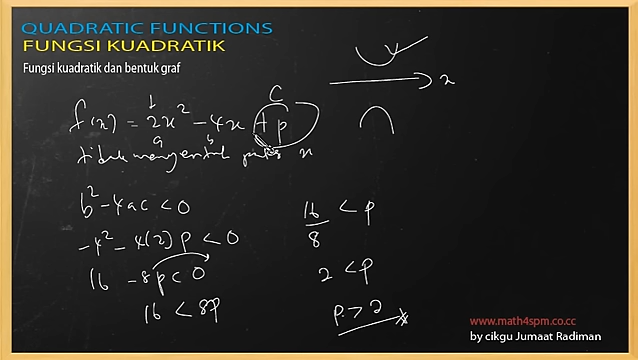 QUADRATIC FUNCTIONS
FUNGSI KUADRATIK
Fungsi kuadratik dan bentuk graf
x
c
f(x) = 2x² - 4x + p
a b
tidak menyentuh paksi x
b² - 4ac < 0
-4² - 4(2)p < 0
16 - 8p < 0
16 < 8p
16/8 < p
2 < p
p > 2
www.math4spm.co.cc
by cikgu Jumaat Radiman